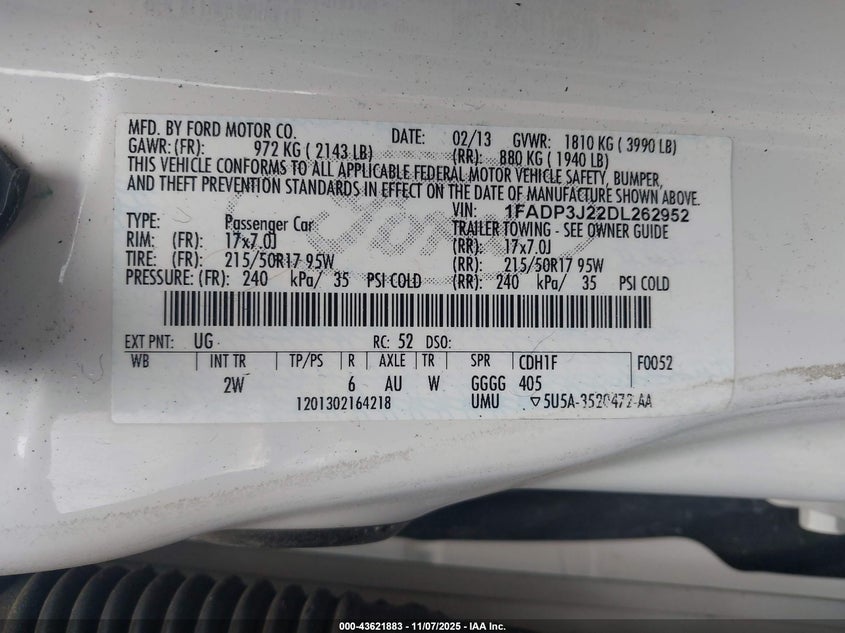 MFD. BY FORD MOTOR CO. DATE: 02/13 GVWR: 1810 KG ( 3990 LB)
GAWR: (FR): 972 KG ( 2143 LB) (RR): 880 KG ( 1940 LB)
THIS VEHICLE CONFORMS TO ALL APPLICABLE FEDERAL MOTOR VEHICLE SAFETY, BUMPER,
AND THEFT PREVENTION STANDARDS IN EFFECT ON THE DATE OF MANUFACTURE SHOWN ABOVE.
VIN: 1FADP3J22DL262952
TYPE: Passenger Car TRAILER TOWING - SEE OWNER GUIDE
RIM: (FR): 17x7.0J (RR): 17x7.0J
TIRE: (FR): 215/50R17 95W (RR): 215/50R17 95W
PRESSURE: (FR): 240 kPa/ 35 PSI COLD (RR): 240 kPa/ 35 PSI COLD
Ford
EXT PNT: UG RC: 52 DSO:
WB INT TR TP/PS R AXLE TR SPR CDH1F F0052
2W 6 AU W GGGG 405
1201302164218 UMU ▽5U5A-3520472-AA
000-43621883 - 11/07/2025 - IAA Inc.